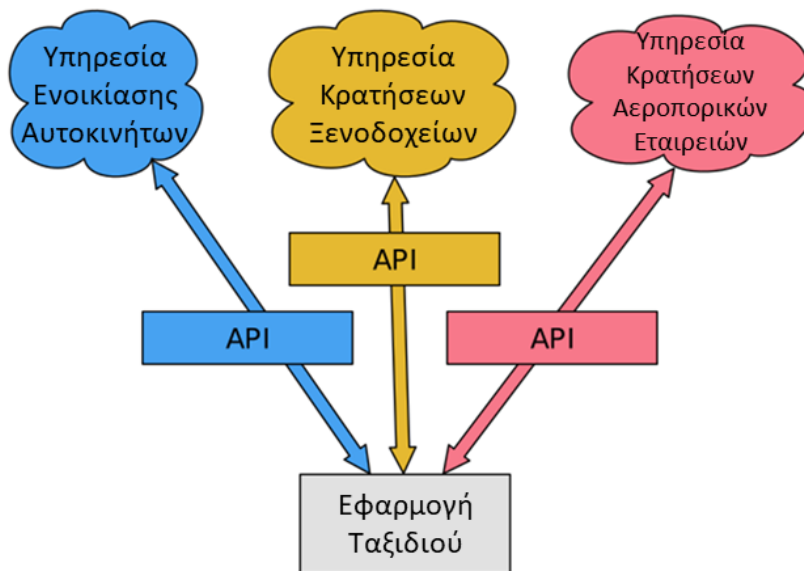 Υπηρεσία
Ενοικίασης
Αυτοκινήτων
Υπηρεσία
Κρατήσεων
Ξενοδοχείων
Υπηρεσία
Κρατήσεων
Αεροπορικών
Εταιρειών
API
API
API
Εφαρμογή
Ταξιδιού